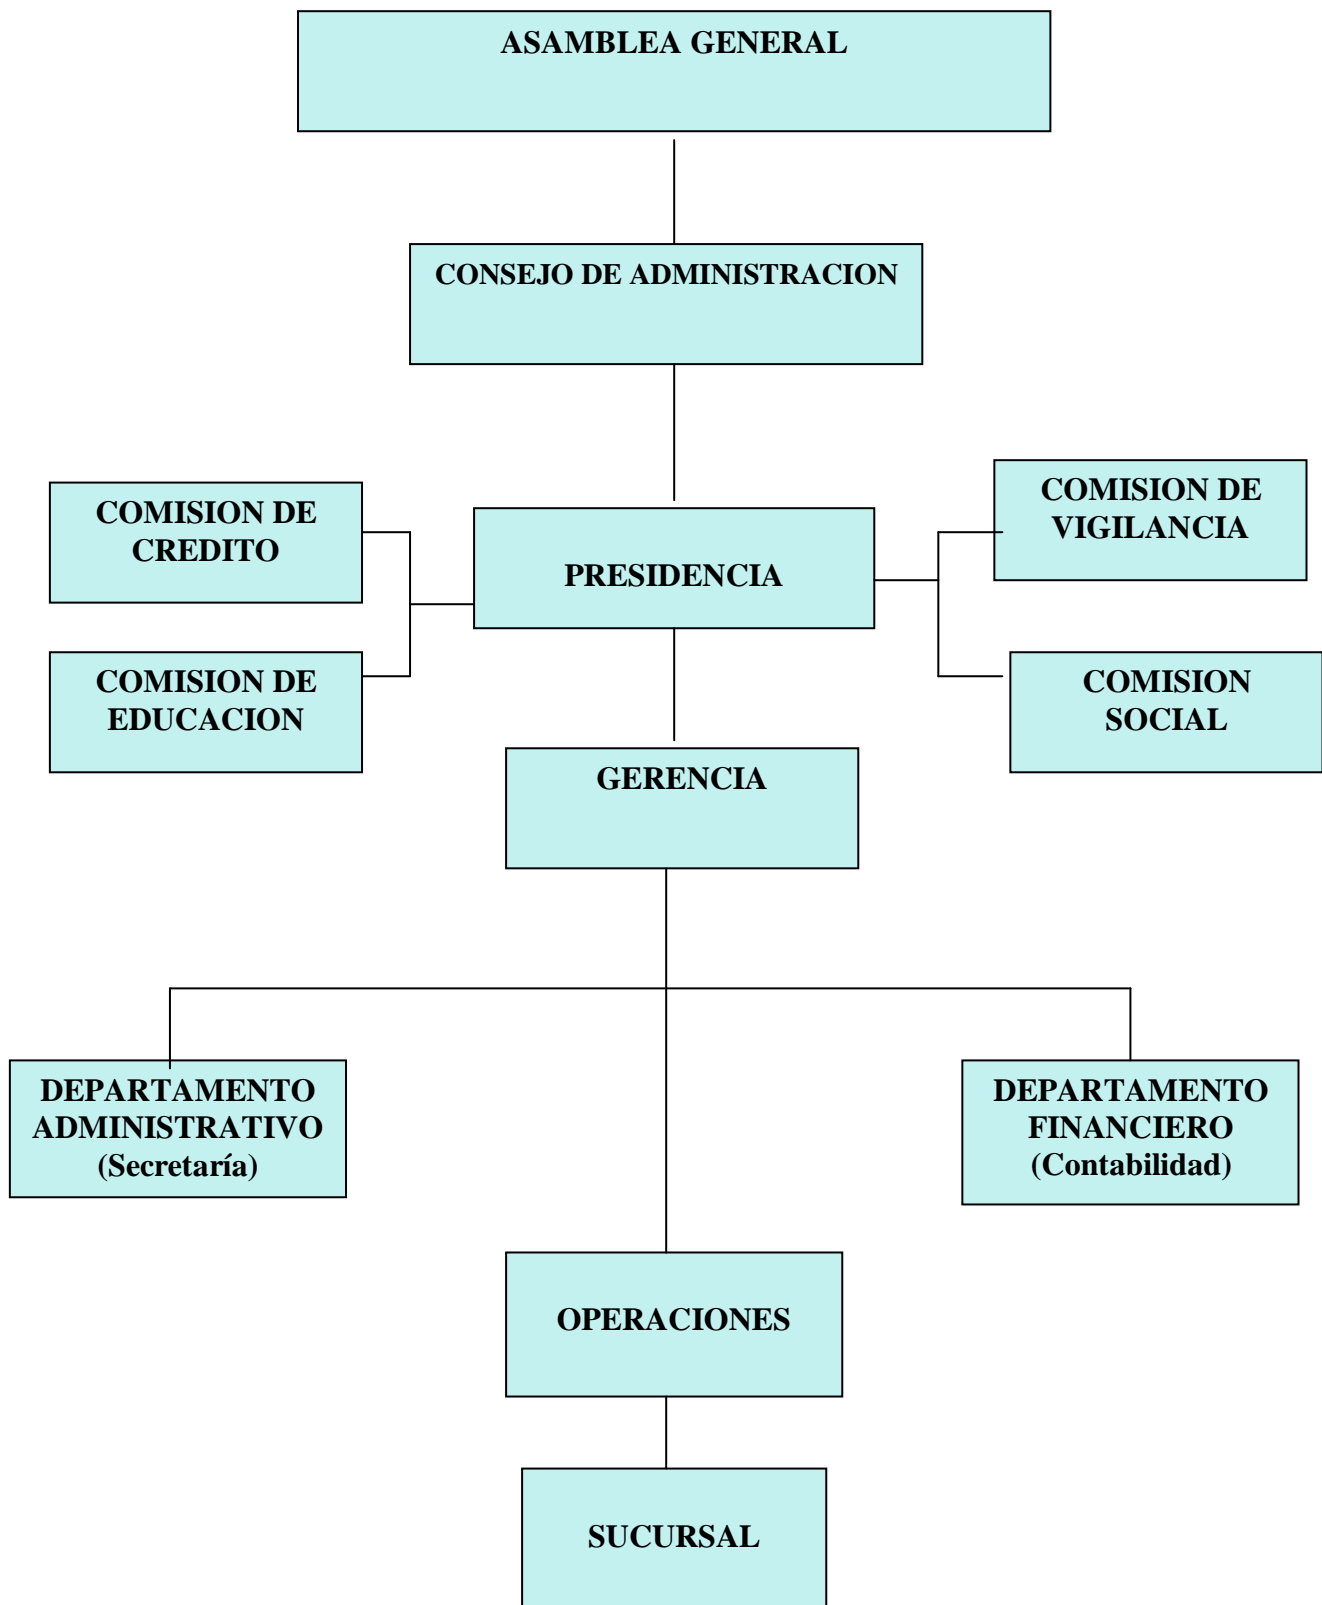 ASAMBLEA GENERAL
CONSEJO DE ADMINISTRACION
COMISION DE
CREDITO
PRESIDENCIA
COMISION DE
VIGILANCIA
COMISION DE
EDUCACION
COMISION
SOCIAL
GERENCIA
DEPARTAMENTO
ADMINISTRATIVO
(Secretaría)
DEPARTAMENTO
FINANCIERO
(Contabilidad)
OPERACIONES
SUCURSAL